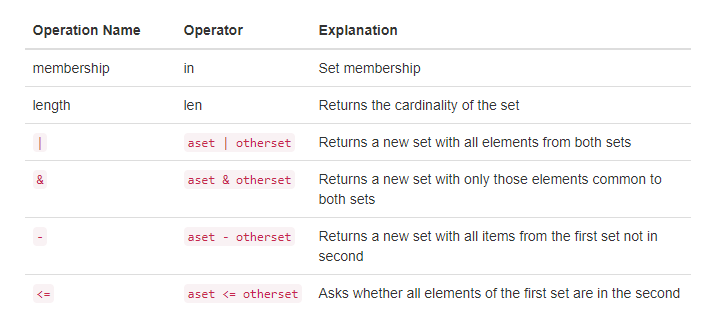 Operation Name Operator Explanation
membership in Set membership
length len Returns the cardinality of the set
| aset | otherset Returns a new set with all elements from both sets
& aset & otherset Returns a new set with only those elements common to
both sets
- aset - otherset Returns a new set with all items from the first set not in
second
<= aset <= otherset Asks whether all elements of the first set are in the second